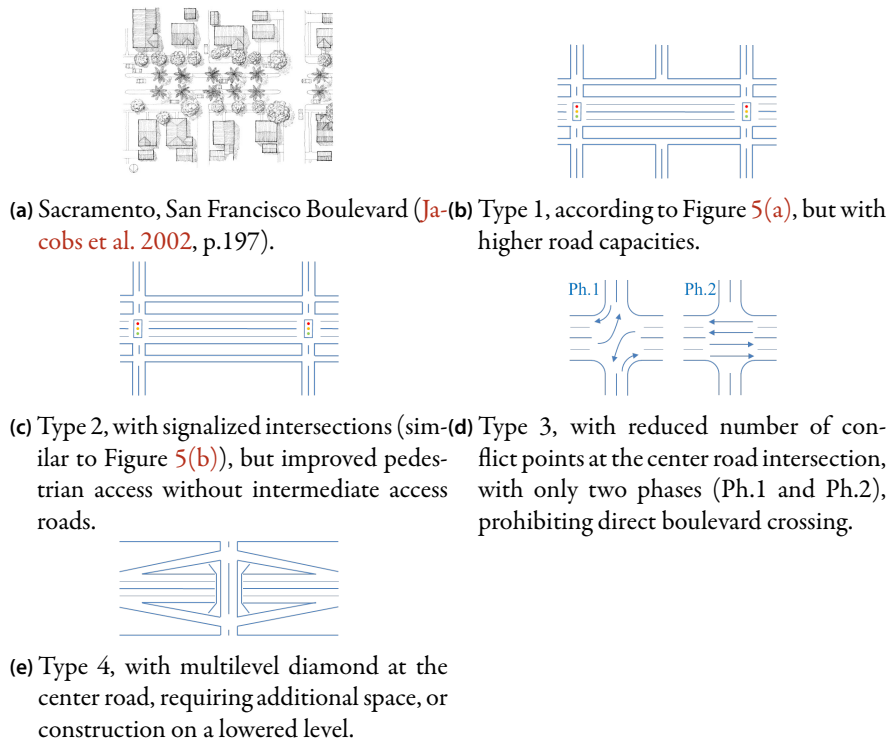 (a) Sacramento, San Francisco Boulevard (Ja-
cobs et al. 2002, p.197).
(b) Type 1, according to Figure 5(a), but with
higher road capacities.
(c) Type 2, with signalized intersections (sim-
ilar to Figure 5(b)), but improved pedes-
trian access without intermediate access
roads.
Ph.1 Ph.2
(d) Type 3, with reduced number of con-
flict points at the center road intersection,
with only two phases (Ph.1 and Ph.2),
prohibiting direct boulevard crossing.
(e) Type 4, with multilevel diamond at the
center road, requiring additional space, or
construction on a lowered level.